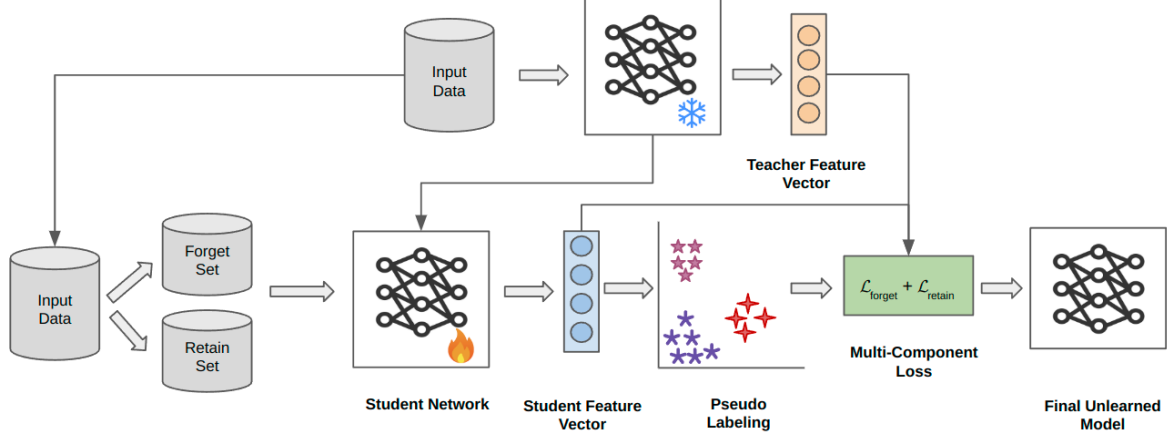 Input
Data
Teacher Feature
Vector
Input
Data
Forget
Set
Retain
Set
Student Network
Student Feature
Vector
Pseudo
Labeling
ℒforget + ℒretain
Multi-Component
Loss
Final Unlearned
Model